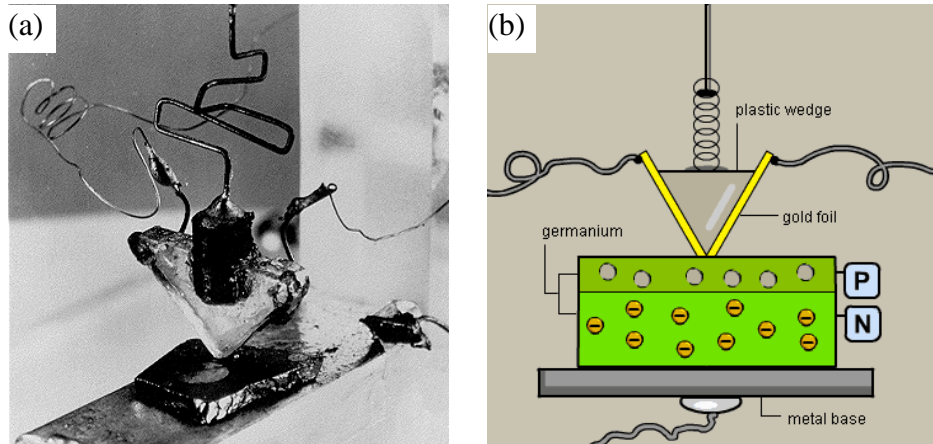 (a)
(b)
plastic wedge
gold foil
germanium
P
N
metal base